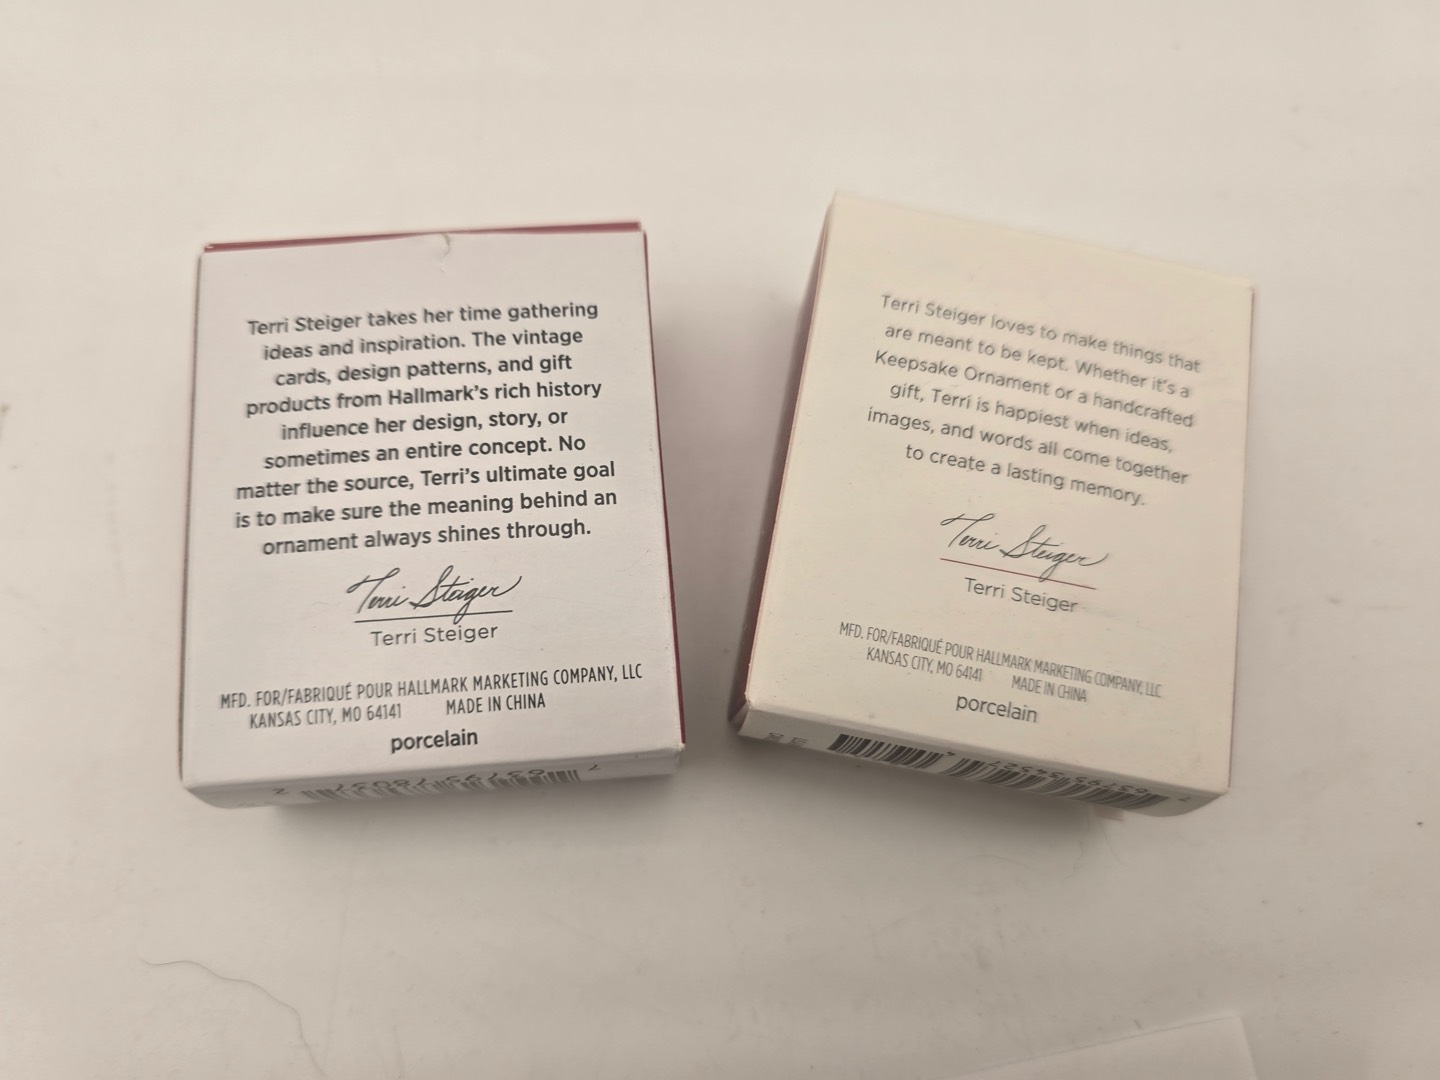 Terri Steiger takes her time gathering
ideas and inspiration. The vintage
cards, design patterns, and gift
products from Hallmark's rich history
influence her design, story, or
sometimes an entire concept. No
matter the source, Terri's ultimate goal
is to make sure the meaning behind an
ornament always shines through.
Terri Steiger
Terri Steiger
MFD. FOR/FABRIQUÉ POUR HALLMARK MARKETING COMPANY, LLC
KANSAS CITY, MO 64141 MADE IN CHINA
porcelain
Terri Steiger loves to make things that
are meant to be kept. Whether it's a
Keepsake Ornament or a handcrafted
gift, Terri is happiest when ideas,
images, and words all come together
to create a lasting memory.
Terri Steiger
Terri Steiger
MFD. FOR/FABRIQUÉ POUR HALLMARK MARKETING COMPANY, LLC
KANSAS CITY, MO 64141 MADE IN CHINA
porcelain